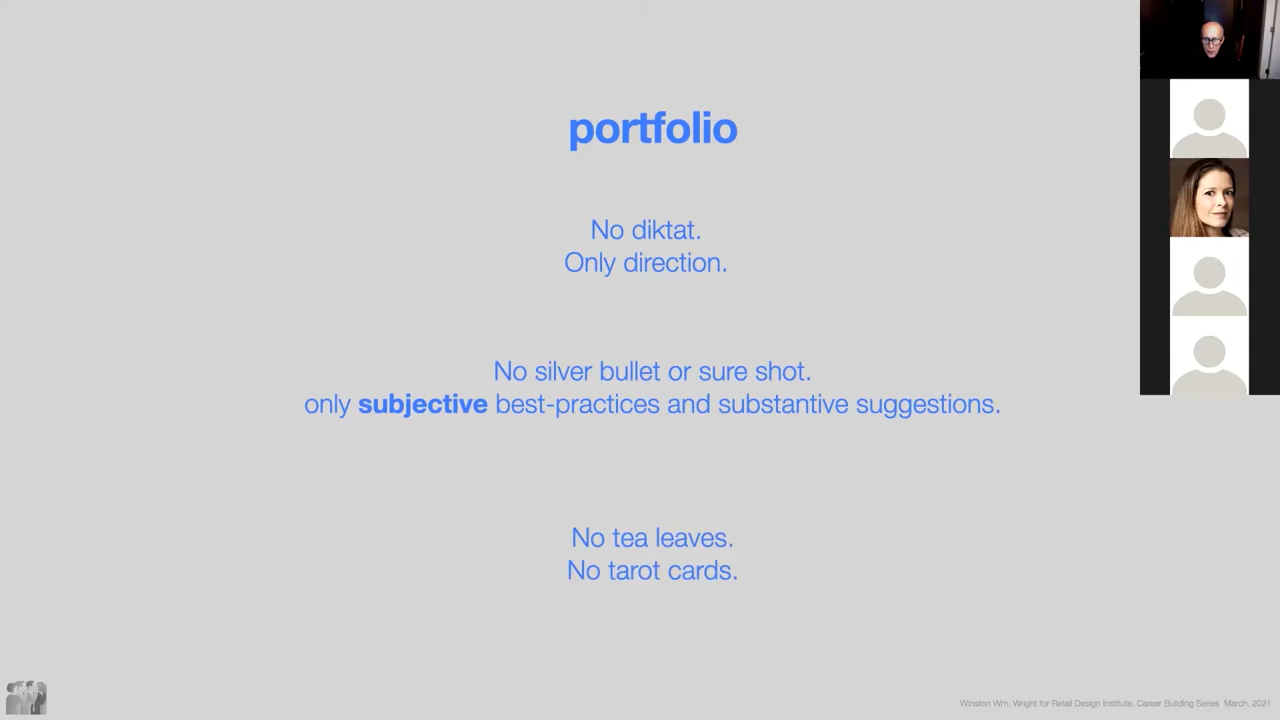 portfolio
No diktat.
Only direction.
No silver bullet or sure shot.
only subjective best-practices and substantive suggestions.
No tea leaves.
No tarot cards.
Winston Wm. Wright for Retail Design Institute, Career Building Series March, 2021